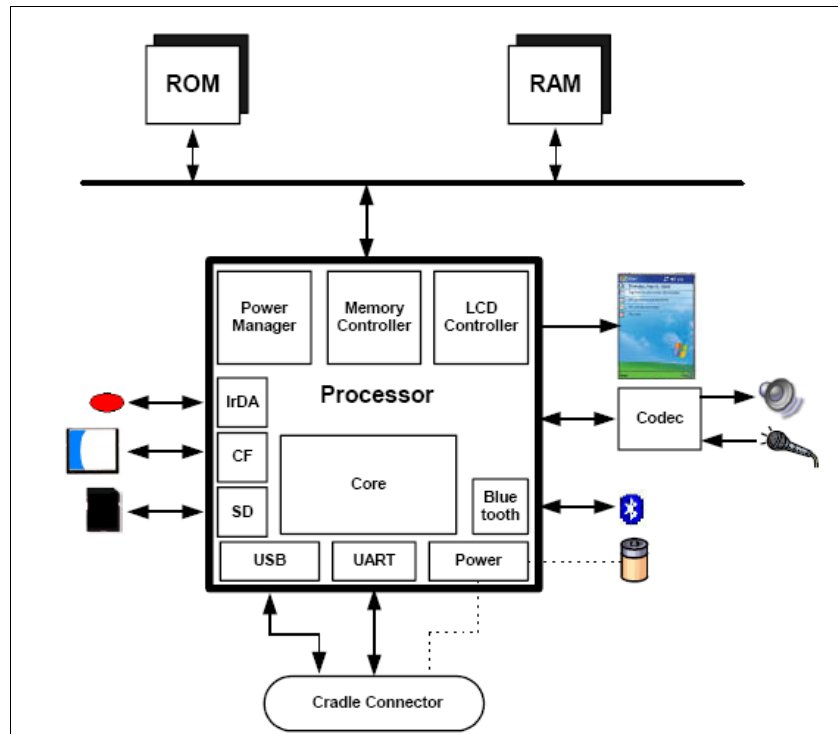 ROM
RAM
Power
Manager
Memory
Controller
LCD
Controller
Processor
IrDA
CF
SD
Core
Blue
tooth
USB
UART
Power
Codec
Cradle Connector